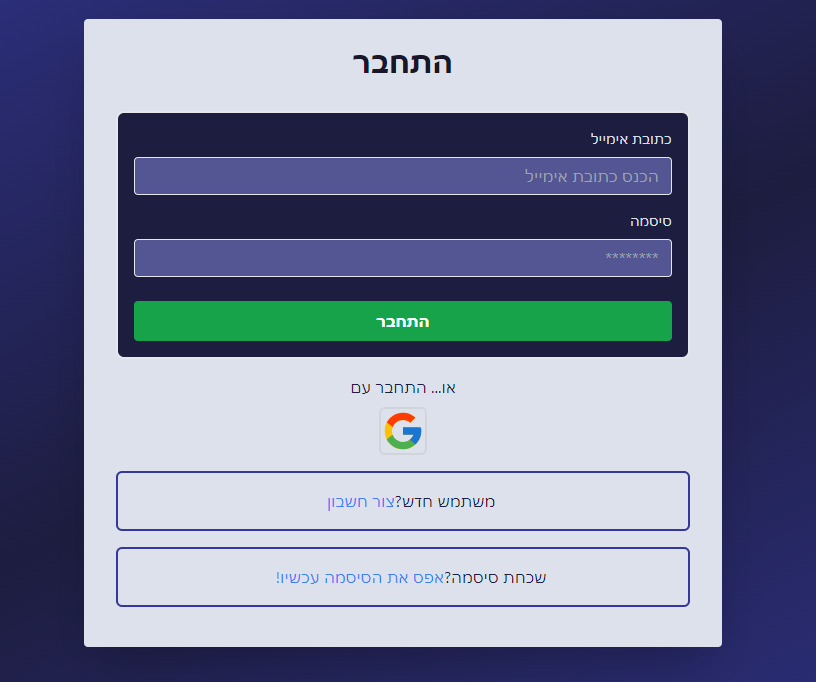 התחבר
כתובת אימייל
הכנס כתובת אימייל
סיסמה
********
התחבר
או... התחבר עם
משתמש חדש?צור חשבון
שכחת סיסמה?אפס את הסיסמה עכשיו!